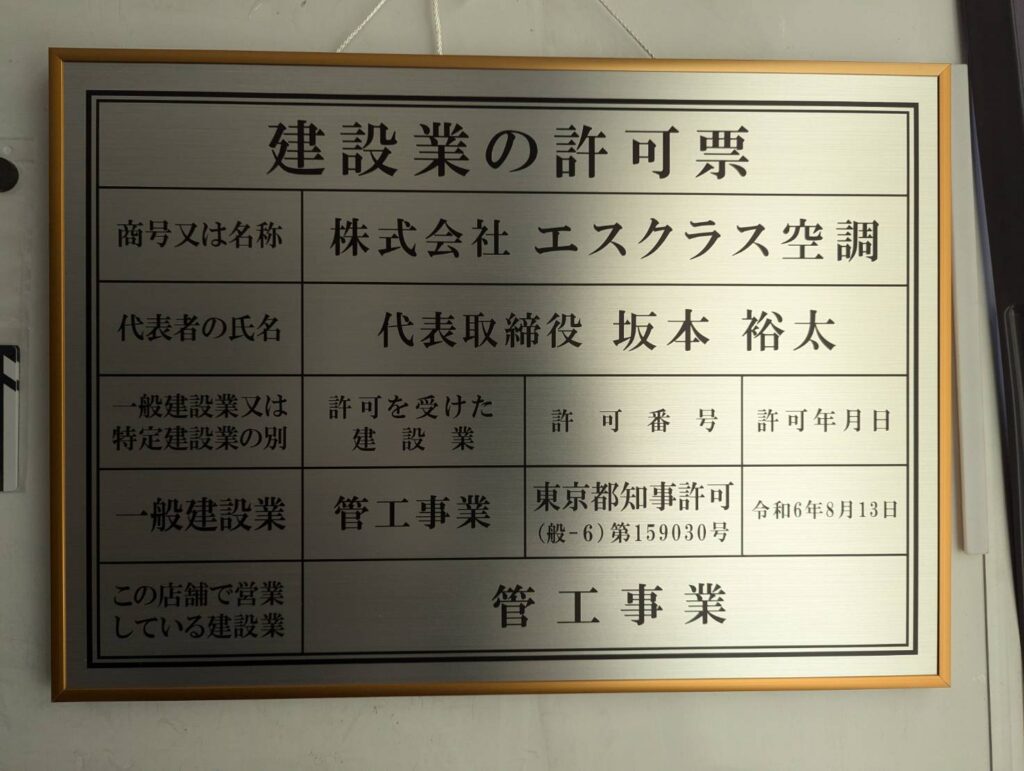 建設業の許可票
商号又は名称
株式会社 エスクラス空調
代表者の氏名
代表取締役 坂本 裕太
一般建設業又は
特定建設業の別
許可を受けた
建設業
許可番号
許可年月日
一般建設業
管工事業
東京都知事許可
(般-6)第159030号
令和6年8月13日
この店舗で営業
している建設業
管工事業